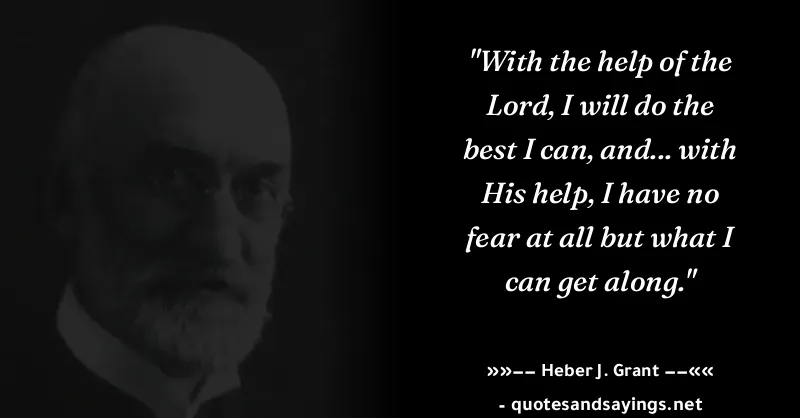 "With the help of the
Lord, I will do the
best I can, and... with
His help, I have no
fear at all but what I
can get along."
»»−− Heber J. Grant −−««
- quotesandsayings.net